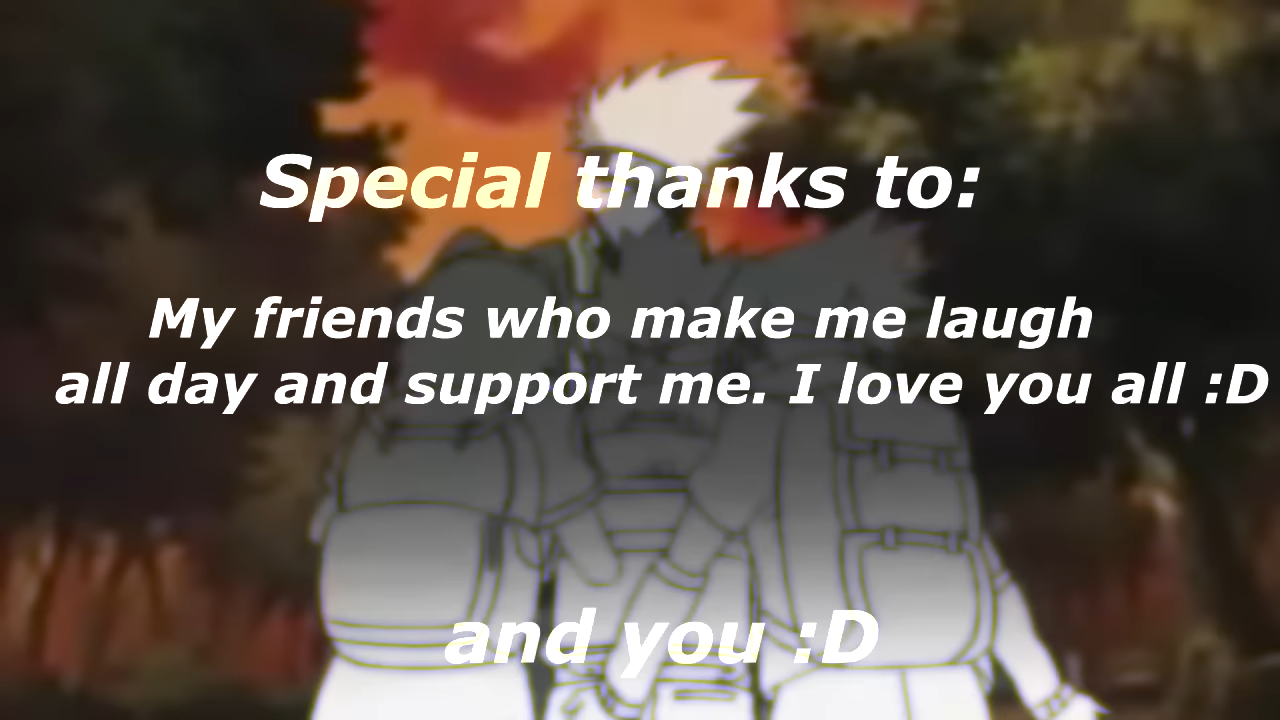 Special thanks to:
My friends who make me laugh
all day and support me. I love you all :D
and you :D